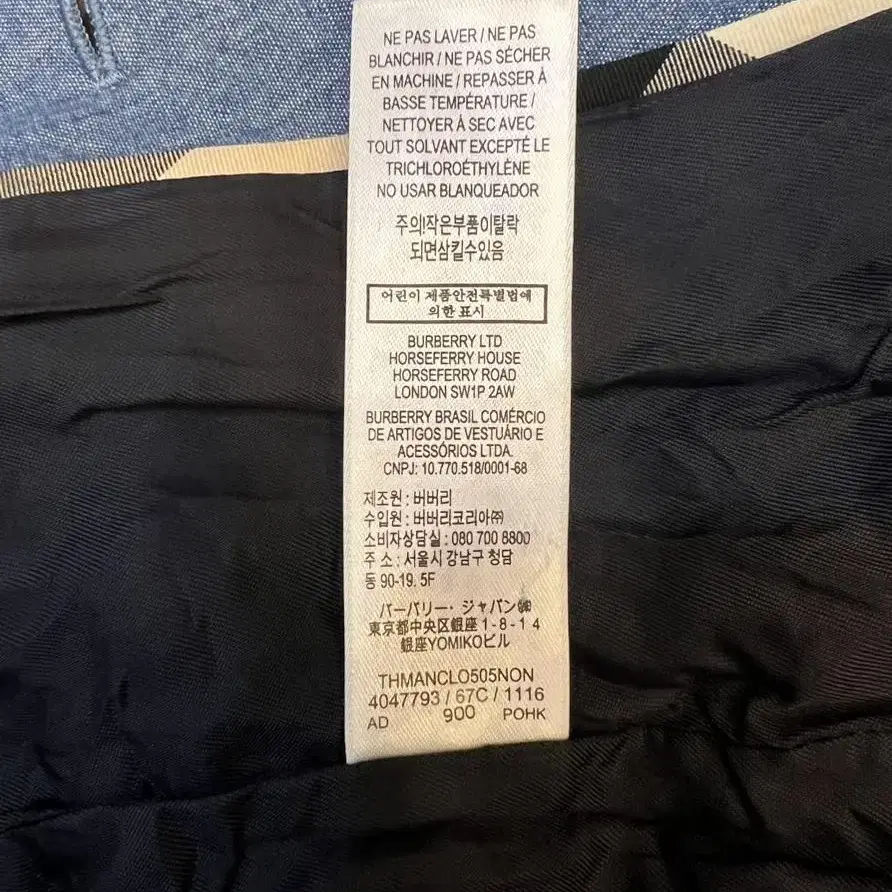 NE PAS LAVER / NE PAS
BLANCHIR / NE PAS SÉCHER
EN MACHINE / REPASSER À
BASSE TEMPÉRATURE /
NETTOYER À SEC AVEC
TOUT SOLVANT EXCEPTÉ LE
TRICHLOROÉTHYLÈNE
NO USAR BLANQUEADOR
주의!작은부품이탈락
되면삼킬수있음
어린이 제품안전특별법에
의한 표시
BURBERRY LTD
HORSEFERRY HOUSE
HORSEFERRY ROAD
LONDON SW1P 2AW
BURBERRY BRASIL COMÉRCIO
DE ARTIGOS DE VESTUÁRIO E
ACESSÓRIOS LTDA.
CNPJ: 10.770.518/0001-68
제조원 : 버버리
수입원 : 버버리코리아㈜
소비자상담실 : 080 700 8800
주 소 : 서울시 강남구 청담
동 90-19. 5F
バーバリー・ジャパン㈱
東京都中央区銀座1-8-14
銀座YOMIKOビル
THMANCLO505NON
4047793 / 67C / 1116
AD 900 POHK